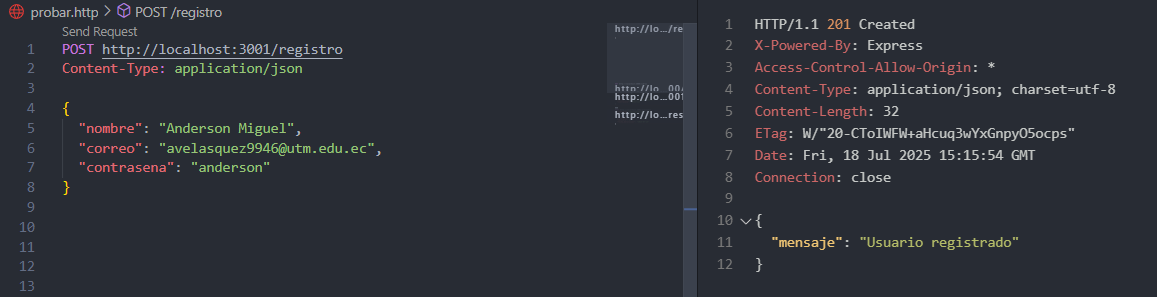 probar.http > POST /registro
Send Request
1 POST http://localhost:3001/registro
2 Content-Type: application/json
3
4 {
5 "nombre": "Anderson Miguel",
6 "correo": "avelasquez9946@utm.edu.ec",
7 "contrasena": "anderson"
8 }
9
10
11
12
13
http://lo.../re
http://lo...001
http://lo...res
1 HTTP/1.1 201 Created
2 X-Powered-By: Express
3 Access-Control-Allow-Origin: *
4 Content-Type: application/json; charset=utf-8
5 Content-Length: 32
6 ETag: W/"20-CToIWFW+aHcuq3wYxGnpyO5ocps"
7 Date: Fri, 18 Jul 2025 15:15:54 GMT
8 Connection: close
9
10 {
11 "mensaje": "Usuario registrado"
12 }